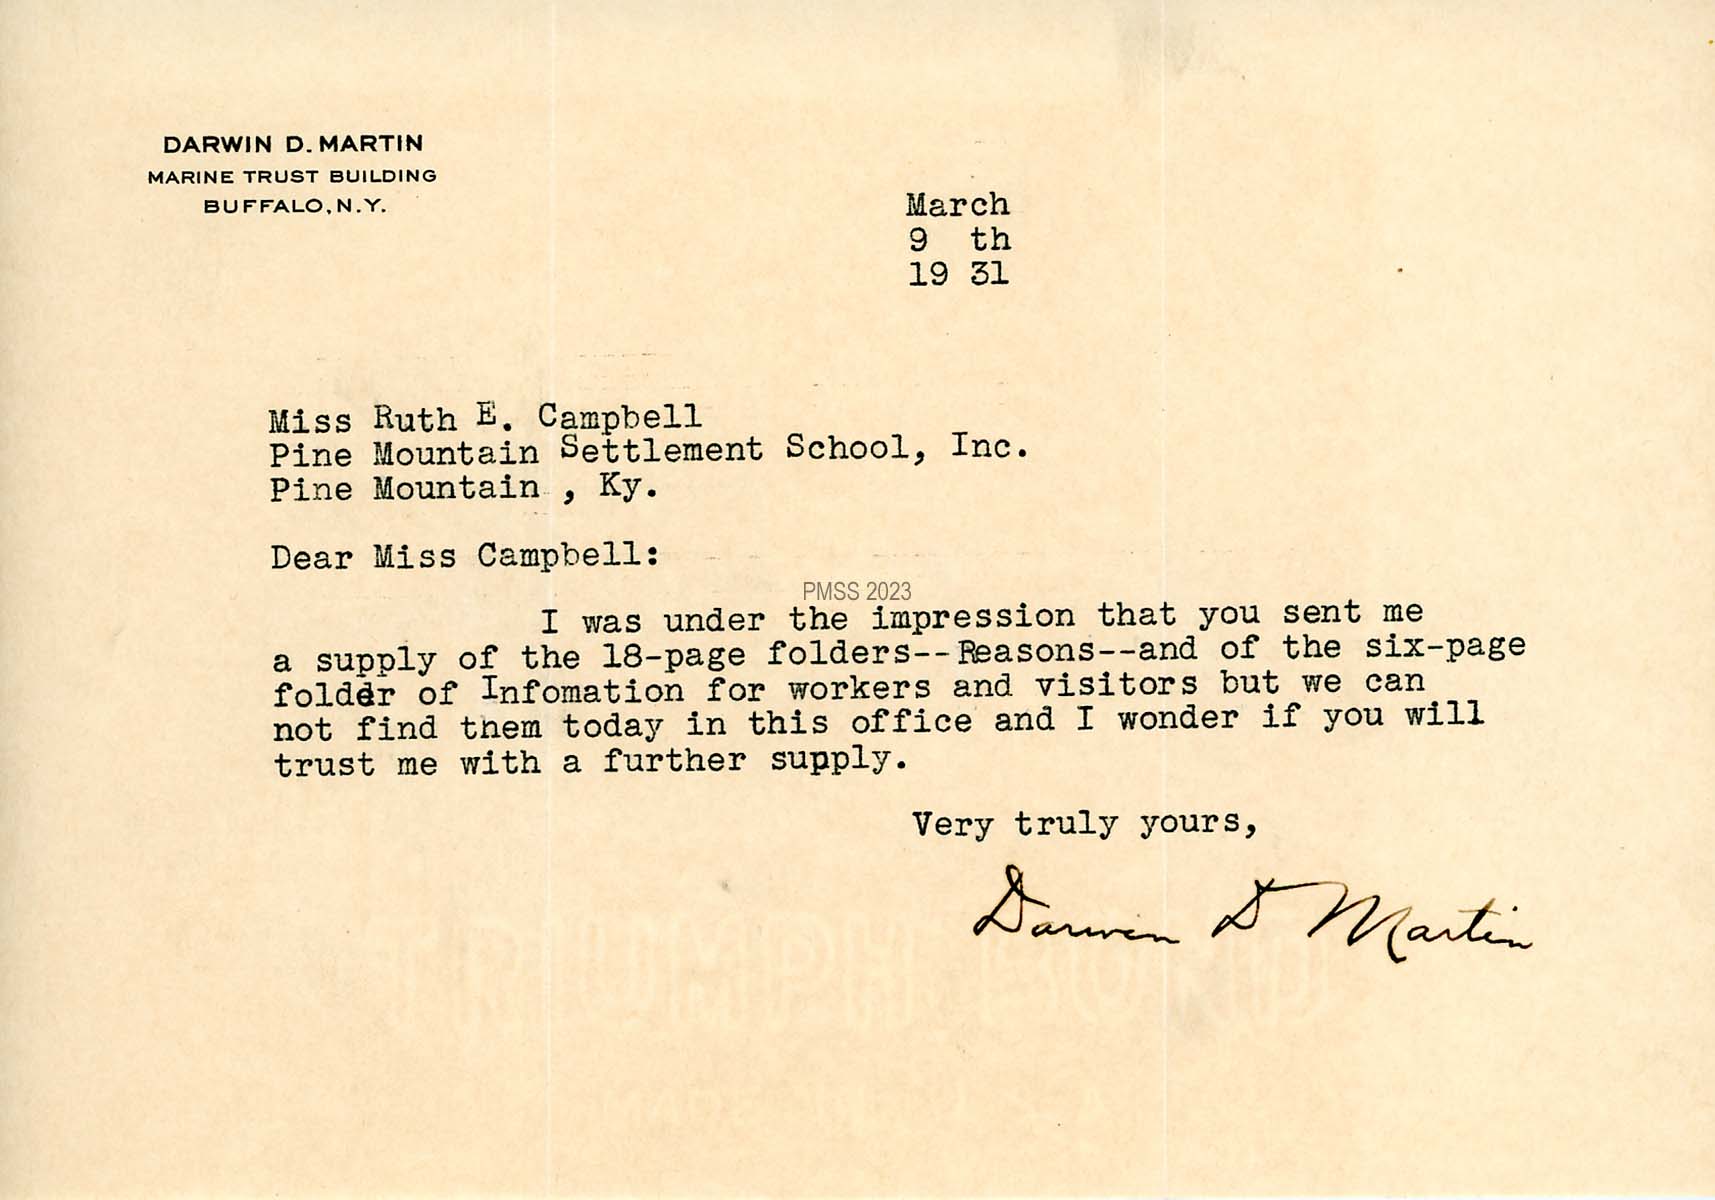 DARWIN D. MARTIN
MARINE TRUST BUILDING
BUFFALO, N.Y.
March
9 th
19 31
Miss Ruth E. Campbell
Pine Mountain Settlement School, Inc.
Pine Mountain , Ky.
Dear Miss Campbell:
PMSS 2023
I was under the impression that you sent me
a supply of the 18-page folders--Reasons--and of the six-page
folder of Infomation for workers and visitors but we can
not find them today in this office and I wonder if you will
trust me with a further supply.
Very truly yours,
Darwin D Martin